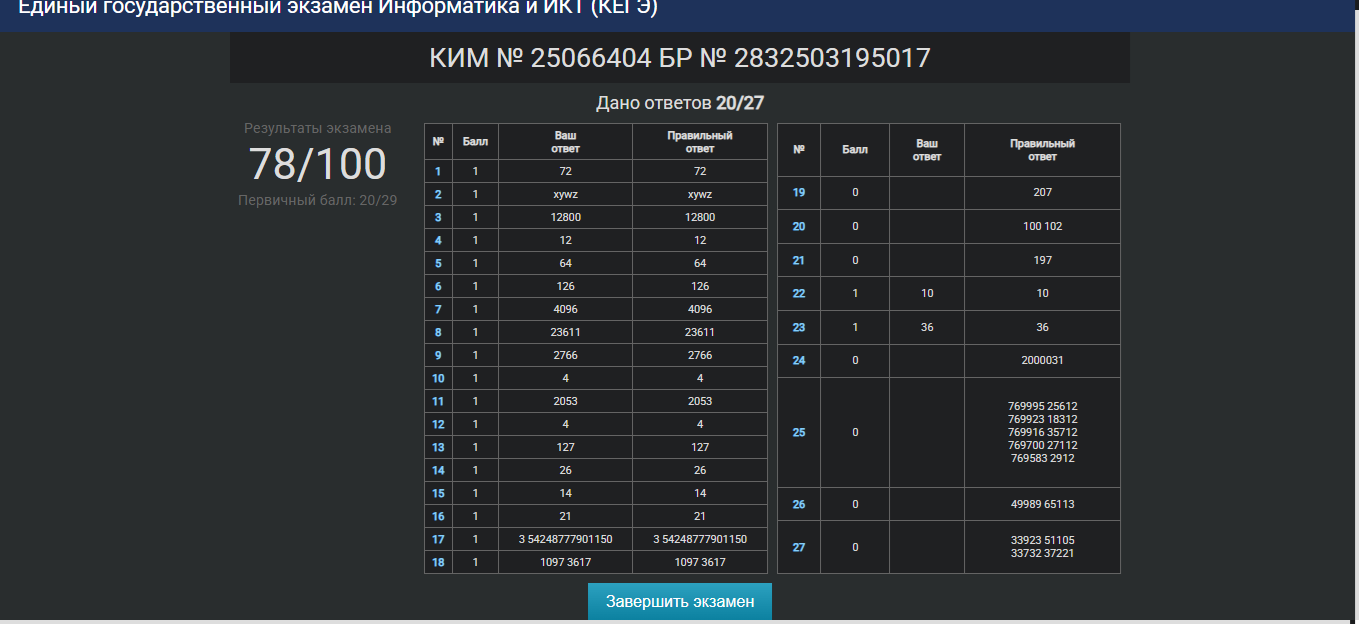 Единый государственный экзамен Информатика и ИКТ (КЕГЭ)
КИМ № 25066404 БР № 2832503195017
Дано ответов 20/27
Результаты экзамена
78/100
Первичный балл: 20/29
№ Балл Ваш ответ Правильный ответ
1 1 72 72
2 1 xywz xywz
3 1 12800 12800
4 1 12 12
5 1 64 64
6 1 126 126
7 1 4096 4096
8 1 23611 23611
9 1 2766 2766
10 1 4 4
11 1 2053 2053
12 1 4 4
13 1 127 127
14 1 26 26
15 1 14 14
16 1 21 21
17 1 3 54248777901150 3 54248777901150
18 1 1097 3617 1097 3617
№ Балл Ваш ответ Правильный ответ
19 0 207
20 0 100 102
21 0 197
22 1 10 10
23 1 36 36
24 0 2000031
25 0 769995 25612
769923 18312
769916 35712
769700 27112
769583 2912
26 0 49989 65113
27 0 33923 51105
33732 37221
Завершить экзамен